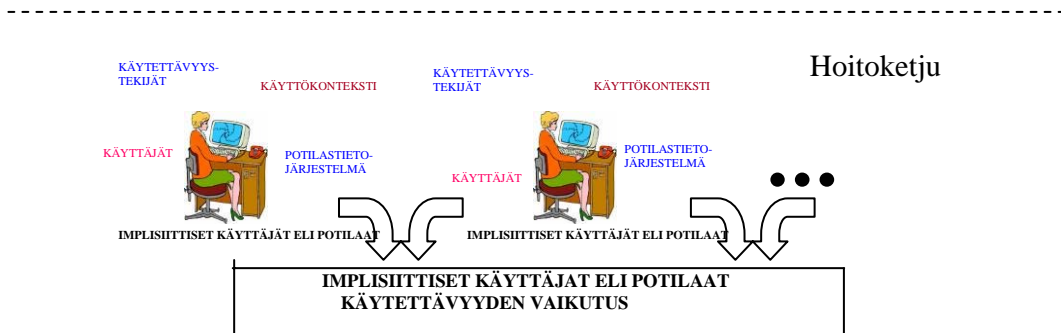 Hoitoketju
KÄYTETTÄVYYS-
TEKIJÄT
KÄYTTÖKONTEKSTI
KÄYTTÄJÄT
POTILASTIETO-
JÄRJESTELMÄ
IMPLISIITTISET KÄYTTÄJÄT ELI POTILAAT
KÄYTETTÄVYYS-
TEKIJÄT
KÄYTTÖKONTEKSTI
KÄYTTÄJÄT
POTILASTIETO-
JÄRJESTELMÄ
IMPLISIITTISET KÄYTTÄJÄT ELI POTILAAT
IMPLISIITTISET KÄYTTÄJAT ELI POTILAAT
KÄYTETTÄVYYDEN VAIKUTUS